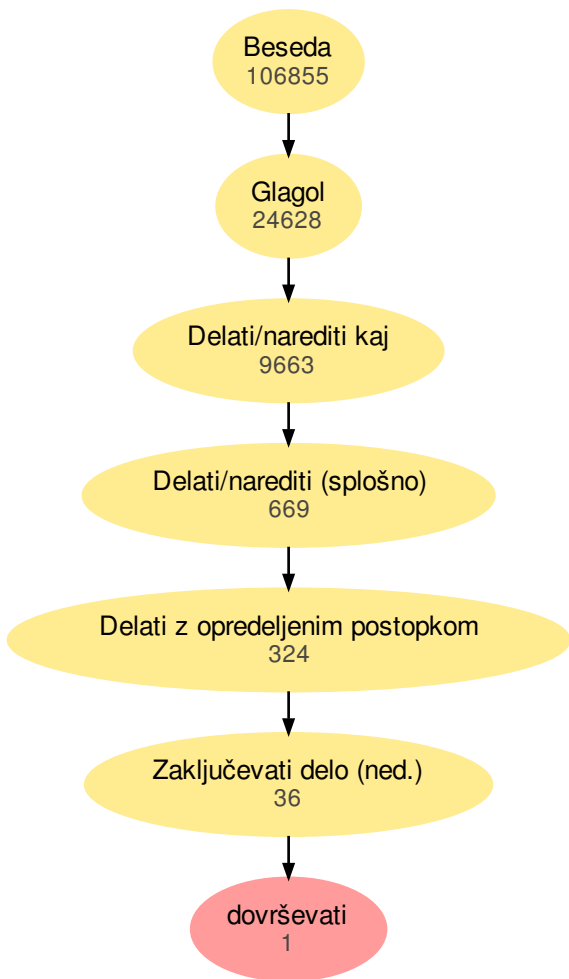 Beseda
106855
Glagol
24628
Delati/narediti kaj
9663
Delati/narediti (splošno)
669
Delati z opredeljenim postopkom
324
Zaključevati delo (ned.)
36
dovrševati
1